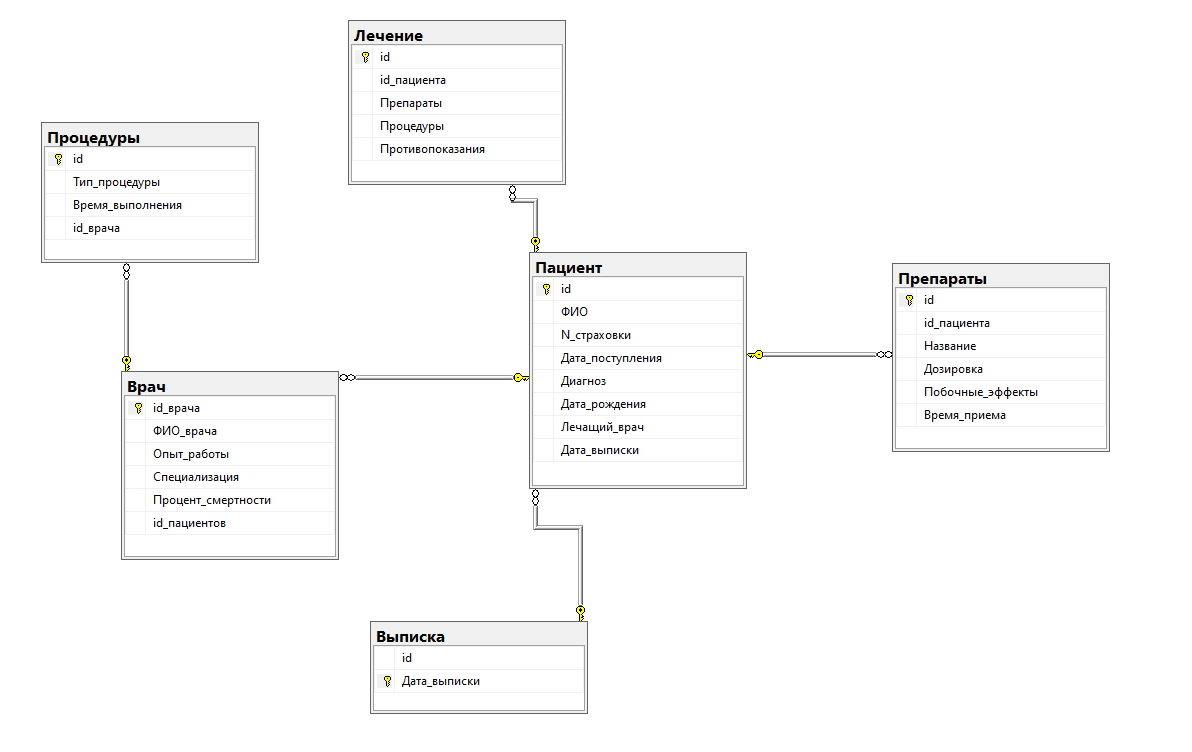 Лечение
id
id_пациента
Препараты
Процедуры
Противопоказания
Процедуры
id
Тип_процедуры
Время_выполнения
id_врача
Пациент
id
ФИО
N_страховки
Дата_поступления
Диагноз
Дата_рождения
Лечащий_врач
Дата_выписки
Препараты
id
id_пациента
Название
Дозировка
Побочные_эффекты
Время_приема
Врач
id_врача
ФИО_врача
Опыт_работы
Специализация
Процент_смертности
id_пациентов
Выписка
id
Дата_выписки